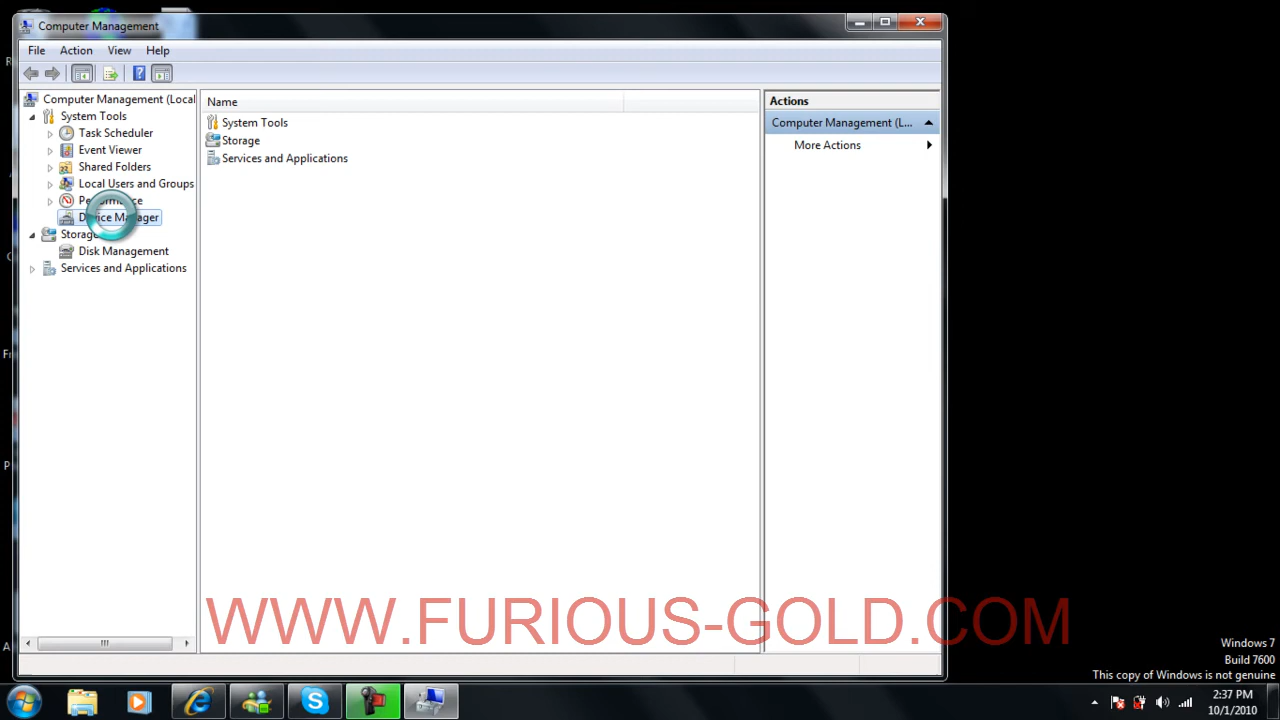 Computer Management
File Action View Help
Computer Management (Local
System Tools
Task Scheduler
Event Viewer
Shared Folders
Local Users and Groups
Performance
Device Manager
Storage
Disk Management
Services and Applications
Name
System Tools
Storage
Services and Applications
Actions
Computer Management (L...
More Actions
WWW.FURIOUS-GOLD.COM
Windows 7
Build 7600
This copy of Windows is not genuine
2:37 PM
10/1/2010